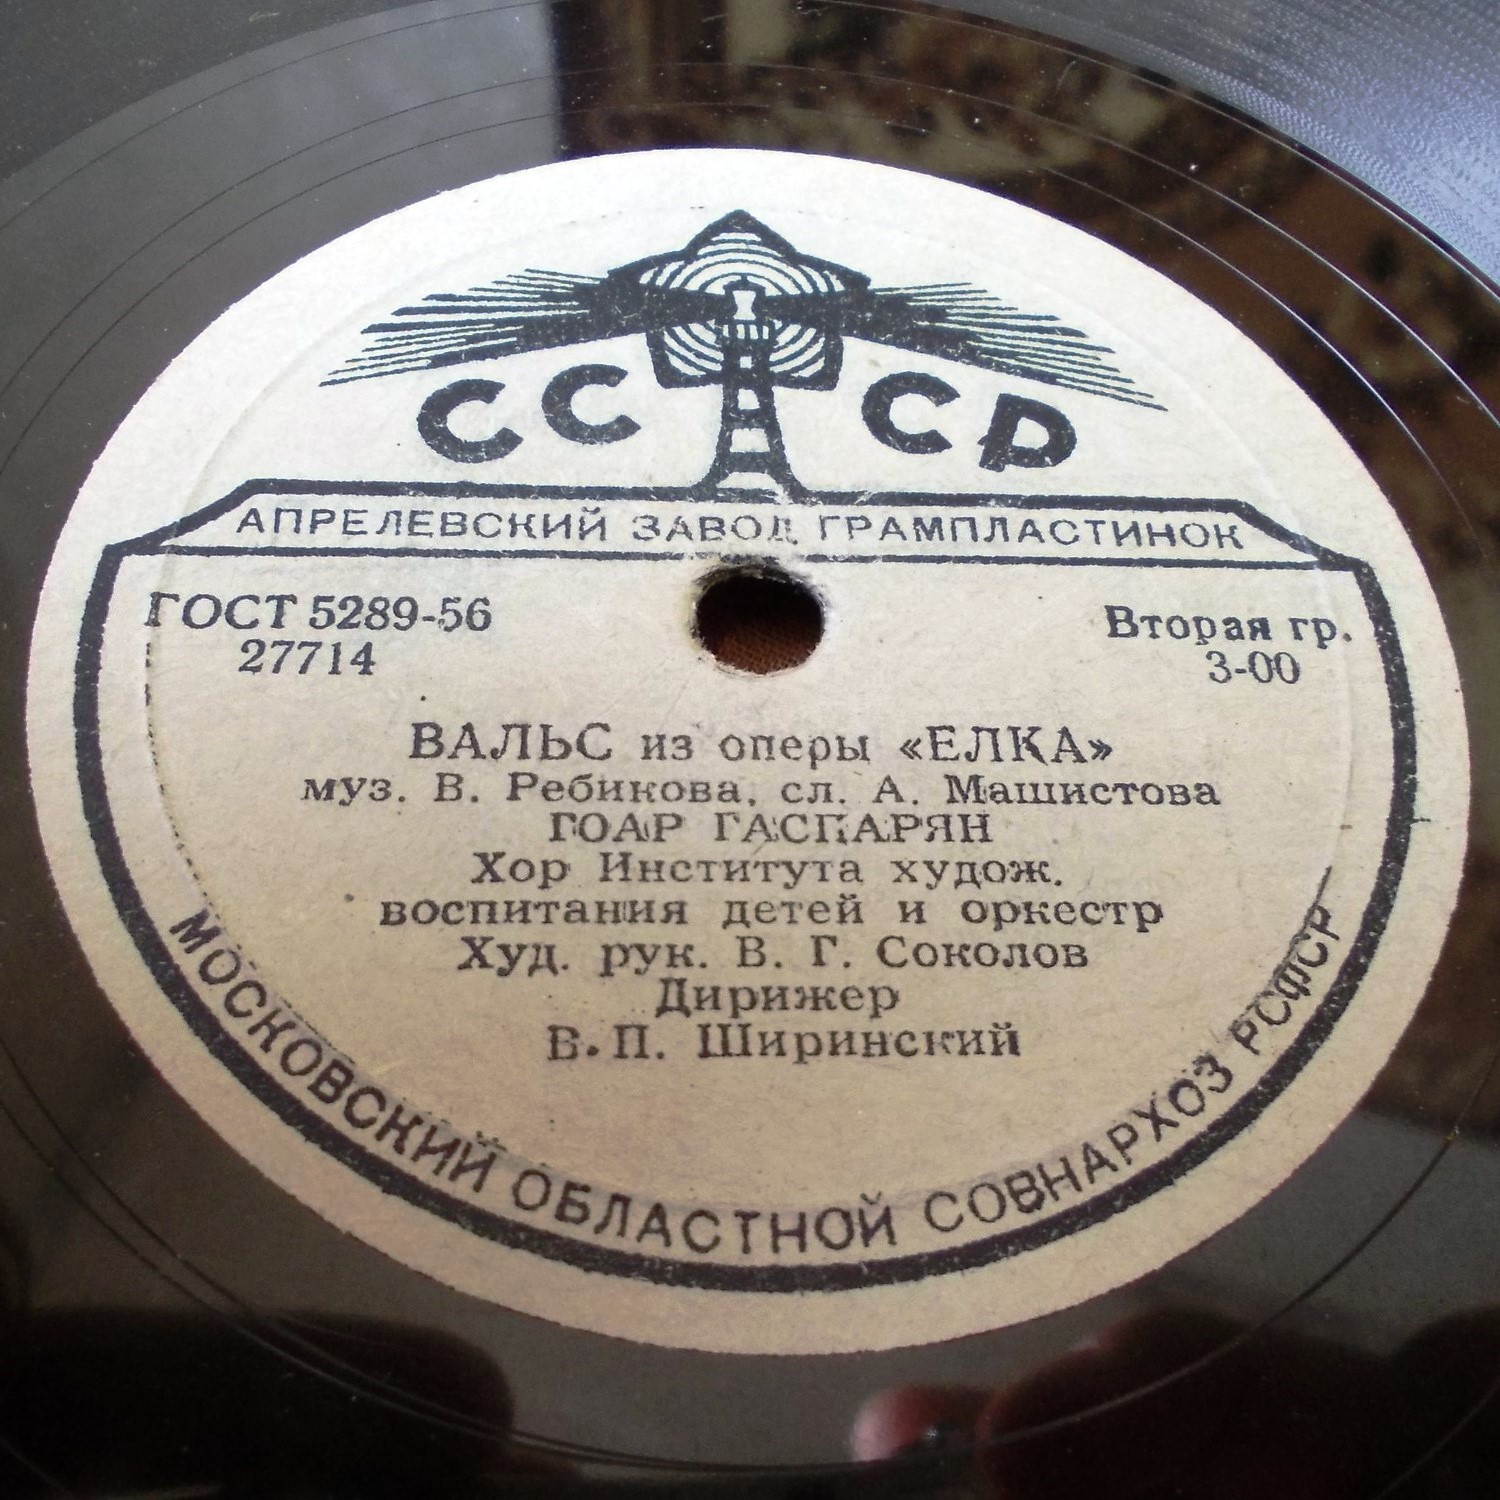 СССР
АПРЕЛЕВСКИЙ ЗАВОД ГРАМПЛАСТИНОК
ГОСТ 5289-56
27714
Вторая гр.
3-00
ВАЛЬС из оперы «ЕЛКА»
муз. В. Ребикова, сл. А. Машистова
ГОАР ГАСПАРЯН
Хор Института худож.
воспитания детей и оркестр
Худ. рук. В. Г. Соколов
Дирижер
В. П. Ширинский
МОСКОВСКИЙ ОБЛАСТНОЙ СОВНАРХОЗ РСФСР